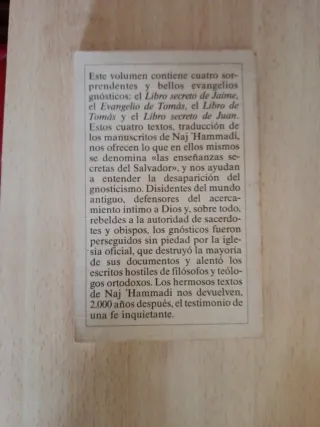 Este volumen contiene cuatro sor-
prendentes y bellos evangelios
gnósticos: el Libro secreto de Jaime,
el Evangelio de Tomás, el Libro de
Tomás y el Libro secreto de Juan.
Estos cuatro textos, traducción de
los manuscritos de Naj 'Hammadi,
nos ofrecen lo que en ellos mismos
se denomina «las enseñanzas se-
cretas del Salvador», y nos ayudan
a entender la desaparición del
gnosticismo. Disidentes del mundo
antiguo, defensores del acerca-
miento íntimo a Dios y, sobre todo,
rebeldes a la autoridad de sacerdo-
tes y obispos, los gnósticos fueron
perseguidos sin piedad por la igle-
sia oficial, que destruyó la mayoría
de sus documentos y alentó los
escritos hostiles de filósofos y teólo-
gos ortodoxos. Los hermosos textos
de Naj 'Hammadi nos devuelven,
2.000 años después, el testimonio de
una fe inquietante.